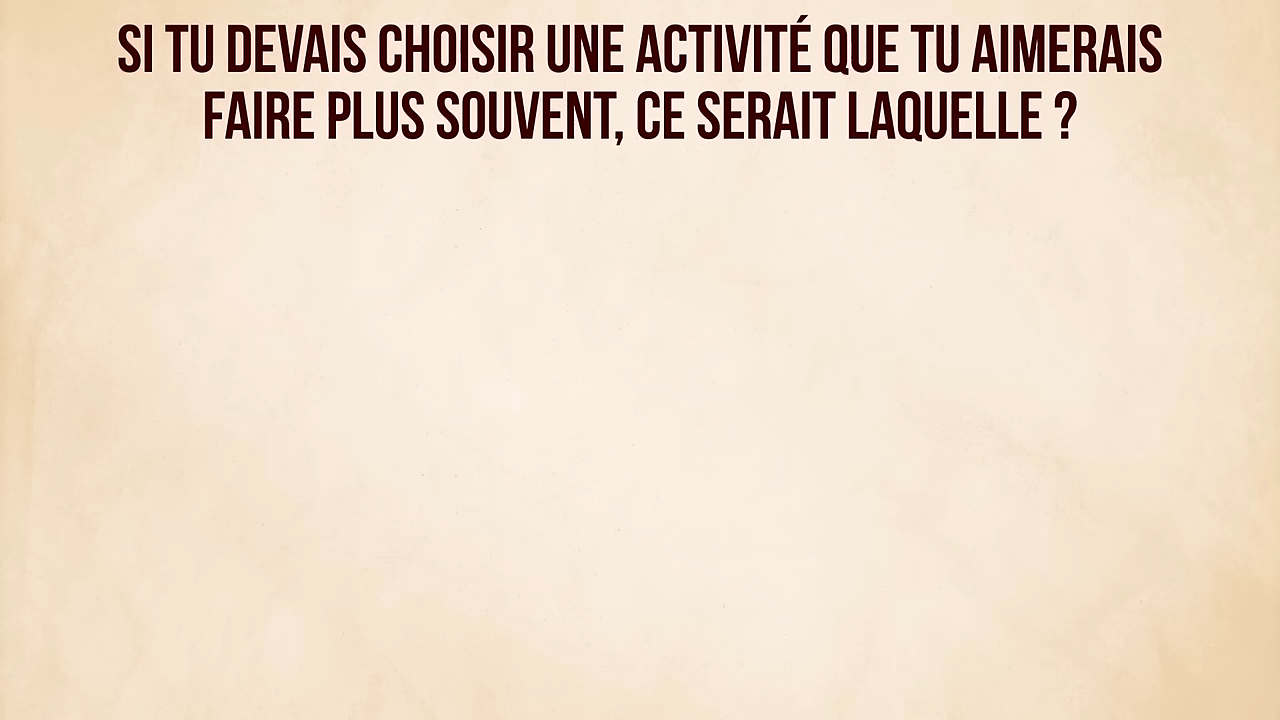 SI TU DEVAIS CHOISIR UNE ACTIVITÉ QUE TU AIMERAIS
FAIRE PLUS SOUVENT, CE SERAIT LAQUELLE ?